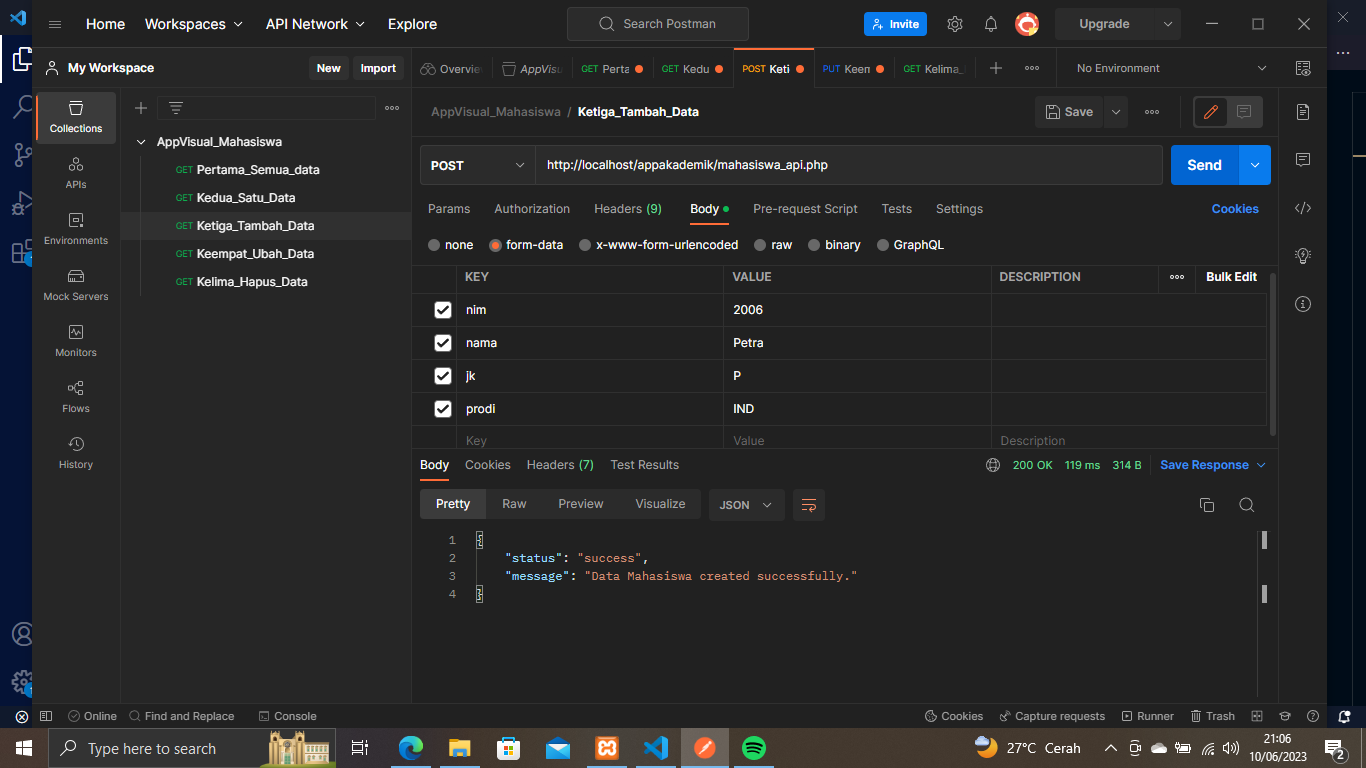 Home Workspaces API Network Explore Search Postman Invite Upgrade
My Workspace New Import Overvie AppVisu GET Perta GET Kedu POST Keti PUT Keen GET Kelima_ No Environment
Collections
APIs
Environments
Mock Servers
Monitors
Flows
History
AppVisual_Mahasiswa
GET Pertama_Semua_data
GET Kedua_Satu_Data
GET Ketiga_Tambah_Data
GET Keempat_Ubah_Data
GET Kelima_Hapus_Data
AppVisual_Mahasiswa / Ketiga_Tambah_Data Save
POST http://localhost/appakademik/mahasiswa_api.php Send
Params Authorization Headers (9) Body Pre-request Script Tests Settings Cookies
none form-data x-www-form-urlencoded raw binary GraphQL
KEY VALUE DESCRIPTION Bulk Edit
nim 2006
nama Petra
jk P
prodi IND
Key Value Description
Body Cookies Headers (7) Test Results 200 OK 119 ms 314 B Save Response
Pretty Raw Preview Visualize JSON
1 {
2 "status": "success",
3 "message": "Data Mahasiswa created successfully."
4 }
Online Find and Replace Console Cookies Capture requests Runner Trash
Type here to search 27°C Cerah 21:06
10/06/2023 2